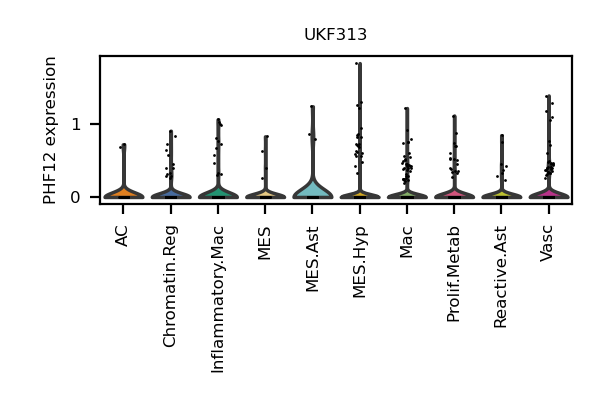 UKF313
PHF12 expression
1
0
AC
Chromatin.Reg
Inflammatory.Mac
MES
MES.Ast
MES.Hyp
Mac
Prolif.Metab
Reactive.Ast
Vasc